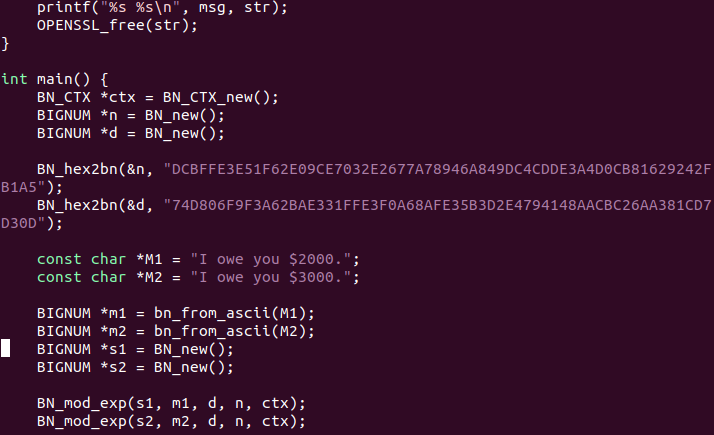 printf("%s %s\n", msg, str);
    OPENSSL_free(str);
}

int main() {
    BN_CTX *ctx = BN_CTX_new();
    BIGNUM *n = BN_new();
    BIGNUM *d = BN_new();

    BN_hex2bn(&n, "DCBFFE3E51F62E09CE7032E2677A78946A849DC4CDDE3A4D0CB81629242F
B1A5");
    BN_hex2bn(&d, "74D806F9F3A62BAE331FFE3F0A68AFE35B3D2E4794148AACBC26AA381CD7
D30D");

    const char *M1 = "I owe you $2000.";
    const char *M2 = "I owe you $3000.";

    BIGNUM *m1 = bn_from_ascii(M1);
    BIGNUM *m2 = bn_from_ascii(M2);
    BIGNUM *s1 = BN_new();
    BIGNUM *s2 = BN_new();

    BN_mod_exp(s1, m1, d, n, ctx);
    BN_mod_exp(s2, m2, d, n, ctx);